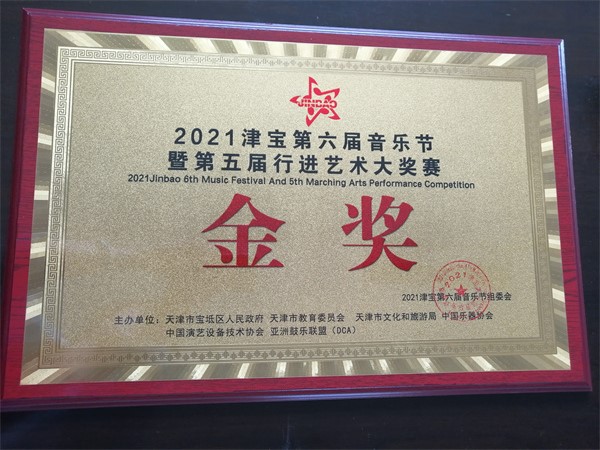 JINBAO
2021津宝第六届音乐节
暨第五届行进艺术大奖赛
2021Jinbao 6th Music Festival And 5th Marching Arts Performance Competition
金奖
2021津宝第六届音乐节组委会
主办单位：天津市宝坻区人民政府 天津市教育委员会 天津市文化和旅游局 中国乐器协会
中国演艺设备技术协会 亚洲鼓乐联盟（DCA）